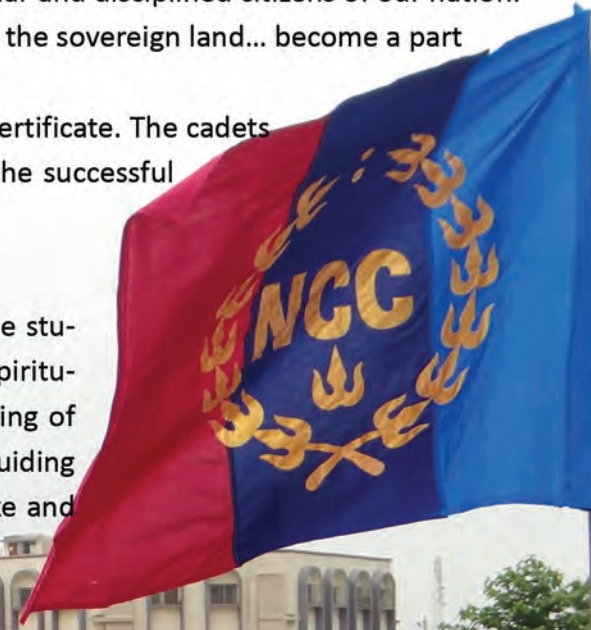 and disciplined citizens of our nation.
the sovereign land... become a part
ertificate. The cadets
he successful
e stu-
piritu-
ing of
uiding
e and
NCC